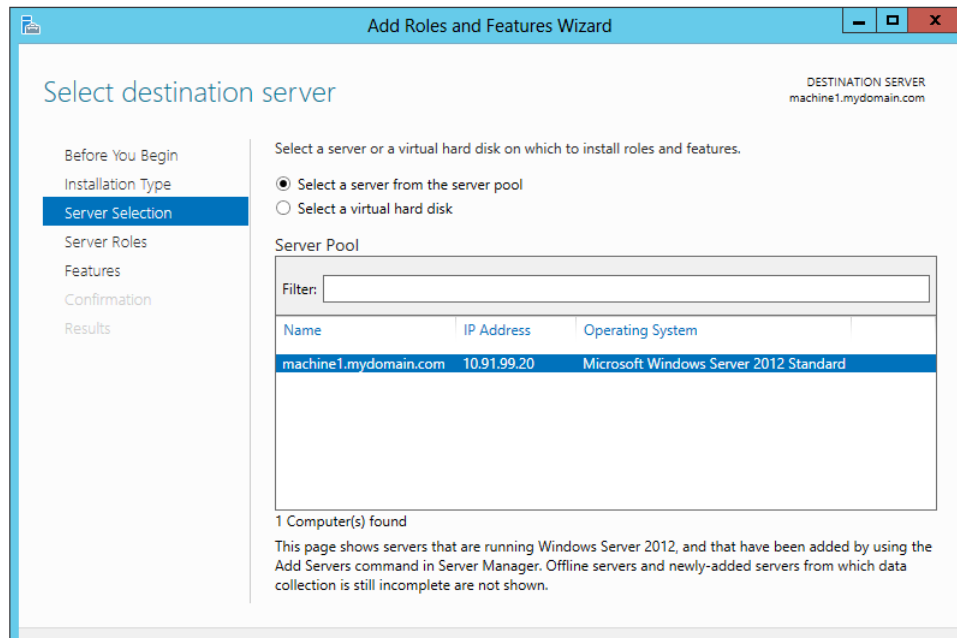 Add Roles and Features Wizard
Select destination server
DESTINATION SERVER
machine1.mydomain.com
Before You Begin
Installation Type
Server Selection
Server Roles
Features
Confirmation
Results
Select a server or a virtual hard disk on which to install roles and features.
Select a server from the server pool
Select a virtual hard disk
Server Pool
Filter:
Name IP Address Operating System
machine1.mydomain.com 10.91.99.20 Microsoft Windows Server 2012 Standard
1 Computer(s) found
This page shows servers that are running Windows Server 2012, and that have been added by using the
Add Servers command in Server Manager. Offline servers and newly-added servers from which data
collection is still incomplete are not shown.